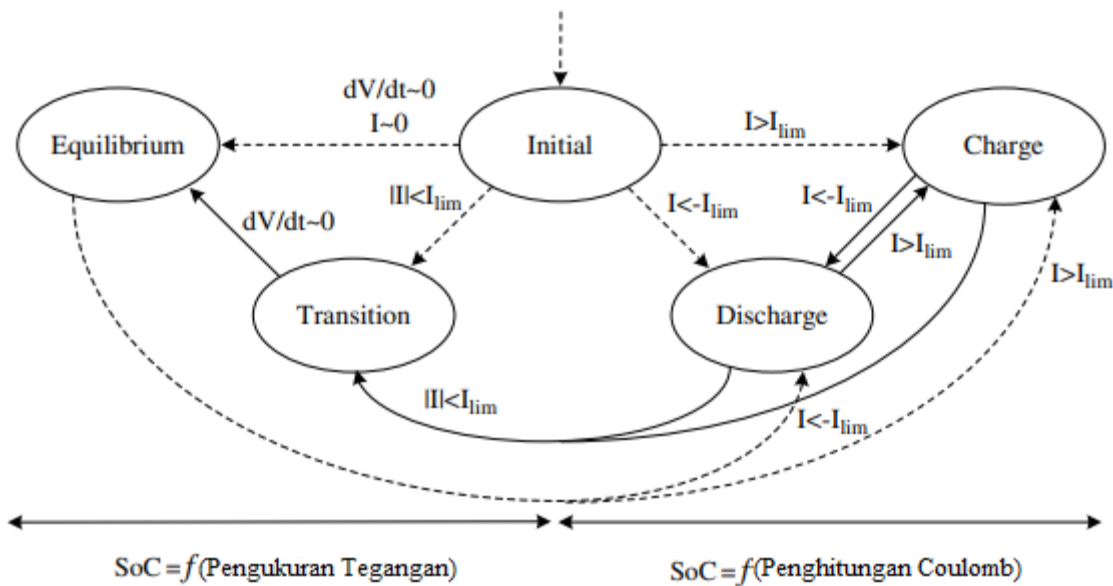 dV/dt~0
I~0
Equilibrium
Initial
I>I_lim
Charge
|I|<I_lim
I<-I_lim
I<-I_lim
I>I_lim
dV/dt~0
I>I_lim
Transition
Discharge
|I|<I_lim
I<-I_lim
SoC = f(Pengukuran Tegangan)
SoC = f(Penghitungan Coulomb)